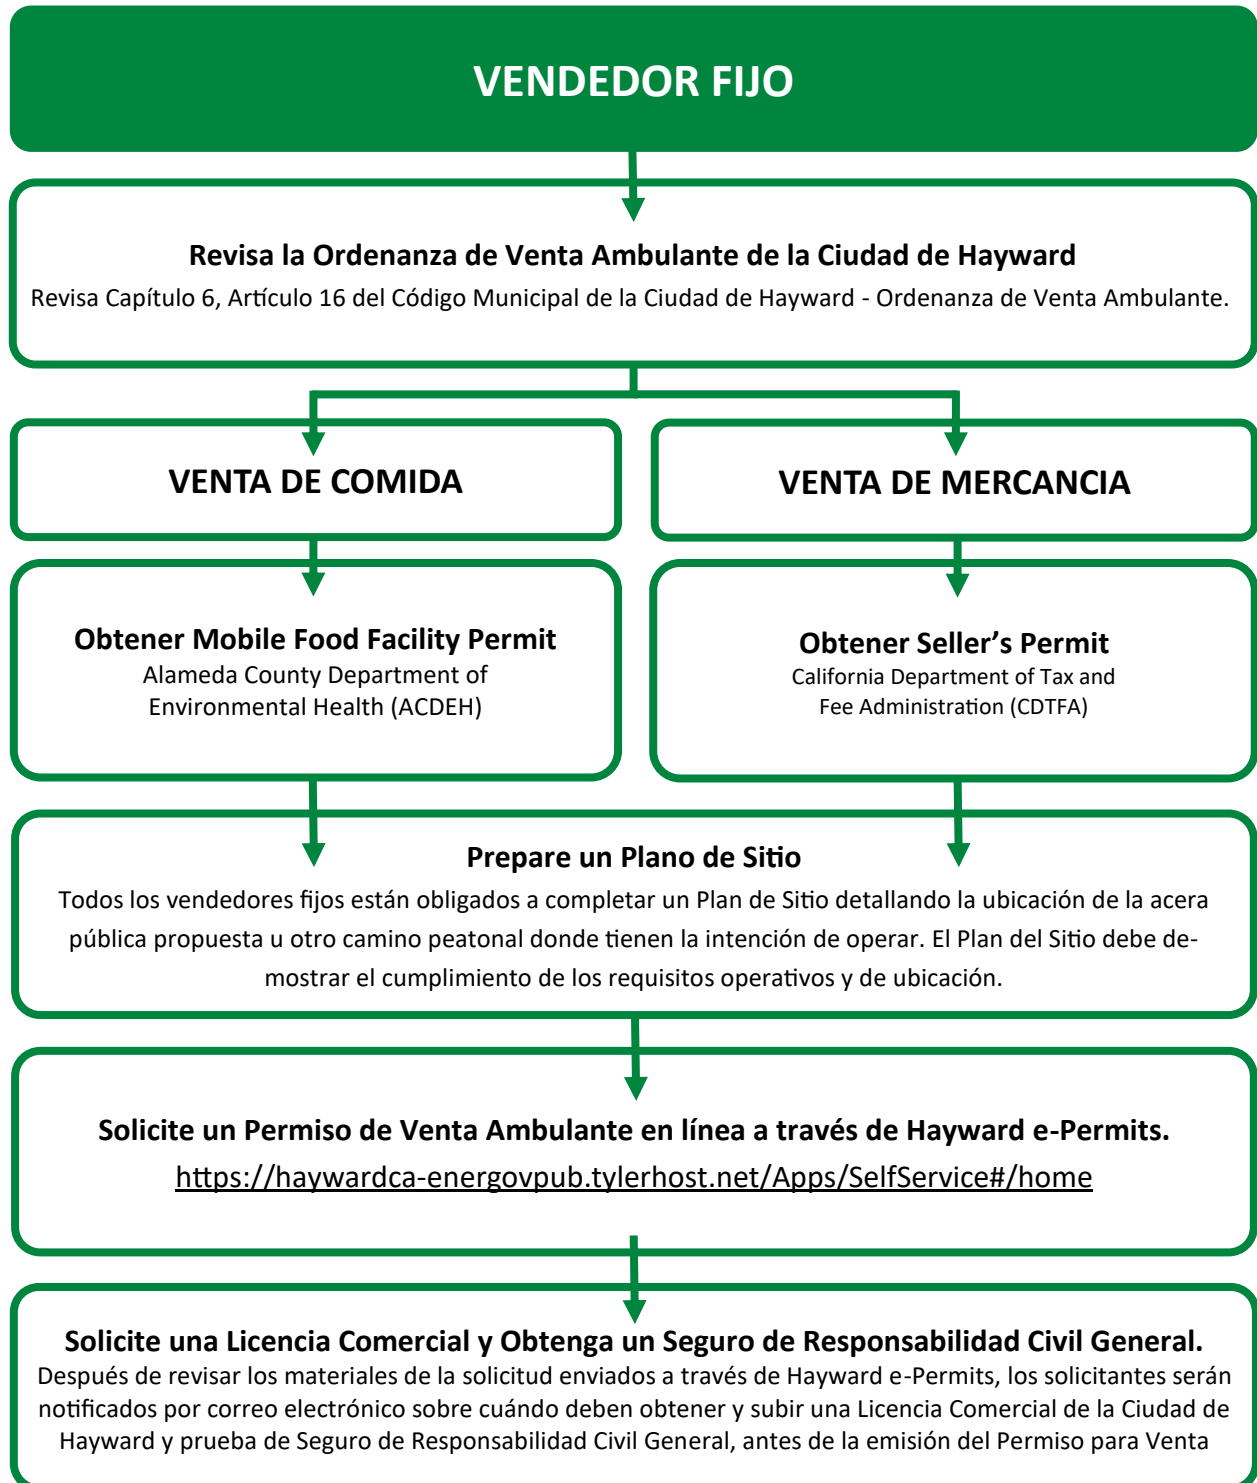 VENDEDOR FIJO
Revisa la Ordenanza de Venta Ambulante de la Ciudad de Hayward
Revisa Capítulo 6, Artículo 16 del Código Municipal de la Ciudad de Hayward - Ordenanza de Venta Ambulante.
VENTA DE COMIDA
VENTA DE MERCANCIA
Obtener Mobile Food Facility Permit
Alameda County Department of
Environmental Health (ACDEH)
Obtener Seller’s Permit
California Department of Tax and
Fee Administration (CDTFA)
Prepare un Plano de Sitio
Todos los vendedores fijos están obligados a completar un Plan de Sitio detallando la ubicación de la acera
pública propuesta u otro camino peatonal donde tienen la intención de operar. El Plan del Sitio debe de-
mostrar el cumplimiento de los requisitos operativos y de ubicación.
Solicite un Permiso de Venta Ambulante en línea a través de Hayward e-Permits.
https://haywardca-energovpub.tylerhost.net/Apps/SelfService#/home
Solicite una Licencia Comercial y Obtenga un Seguro de Responsabilidad Civil General.
Después de revisar los materiales de la solicitud enviados a través de Hayward e-Permits, los solicitantes serán
notificados por correo electrónico sobre cuándo deben obtener y subir una Licencia Comercial de la Ciudad de
Hayward y prueba de Seguro de Responsabilidad Civil General, antes de la emisión del Permiso para Venta